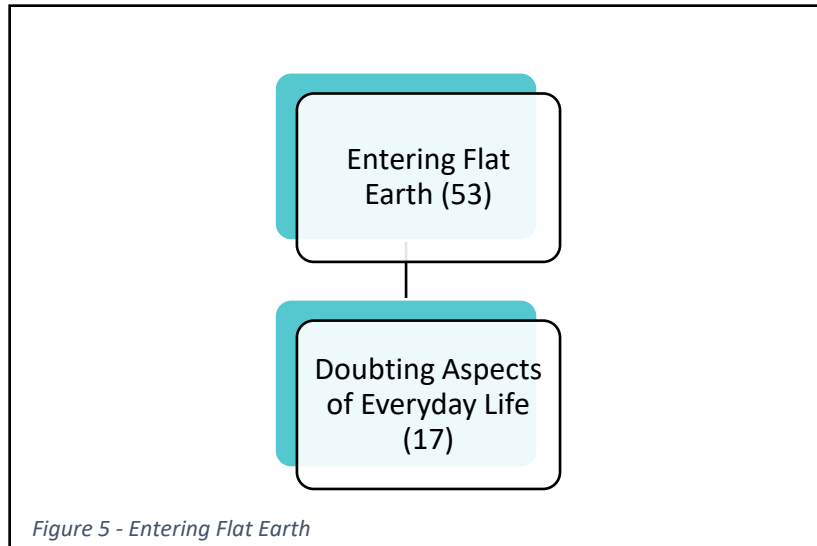 Entering Flat
Earth (53)
Doubting Aspects
of Everyday Life
(17)
Figure 5 - Entering Flat Earth